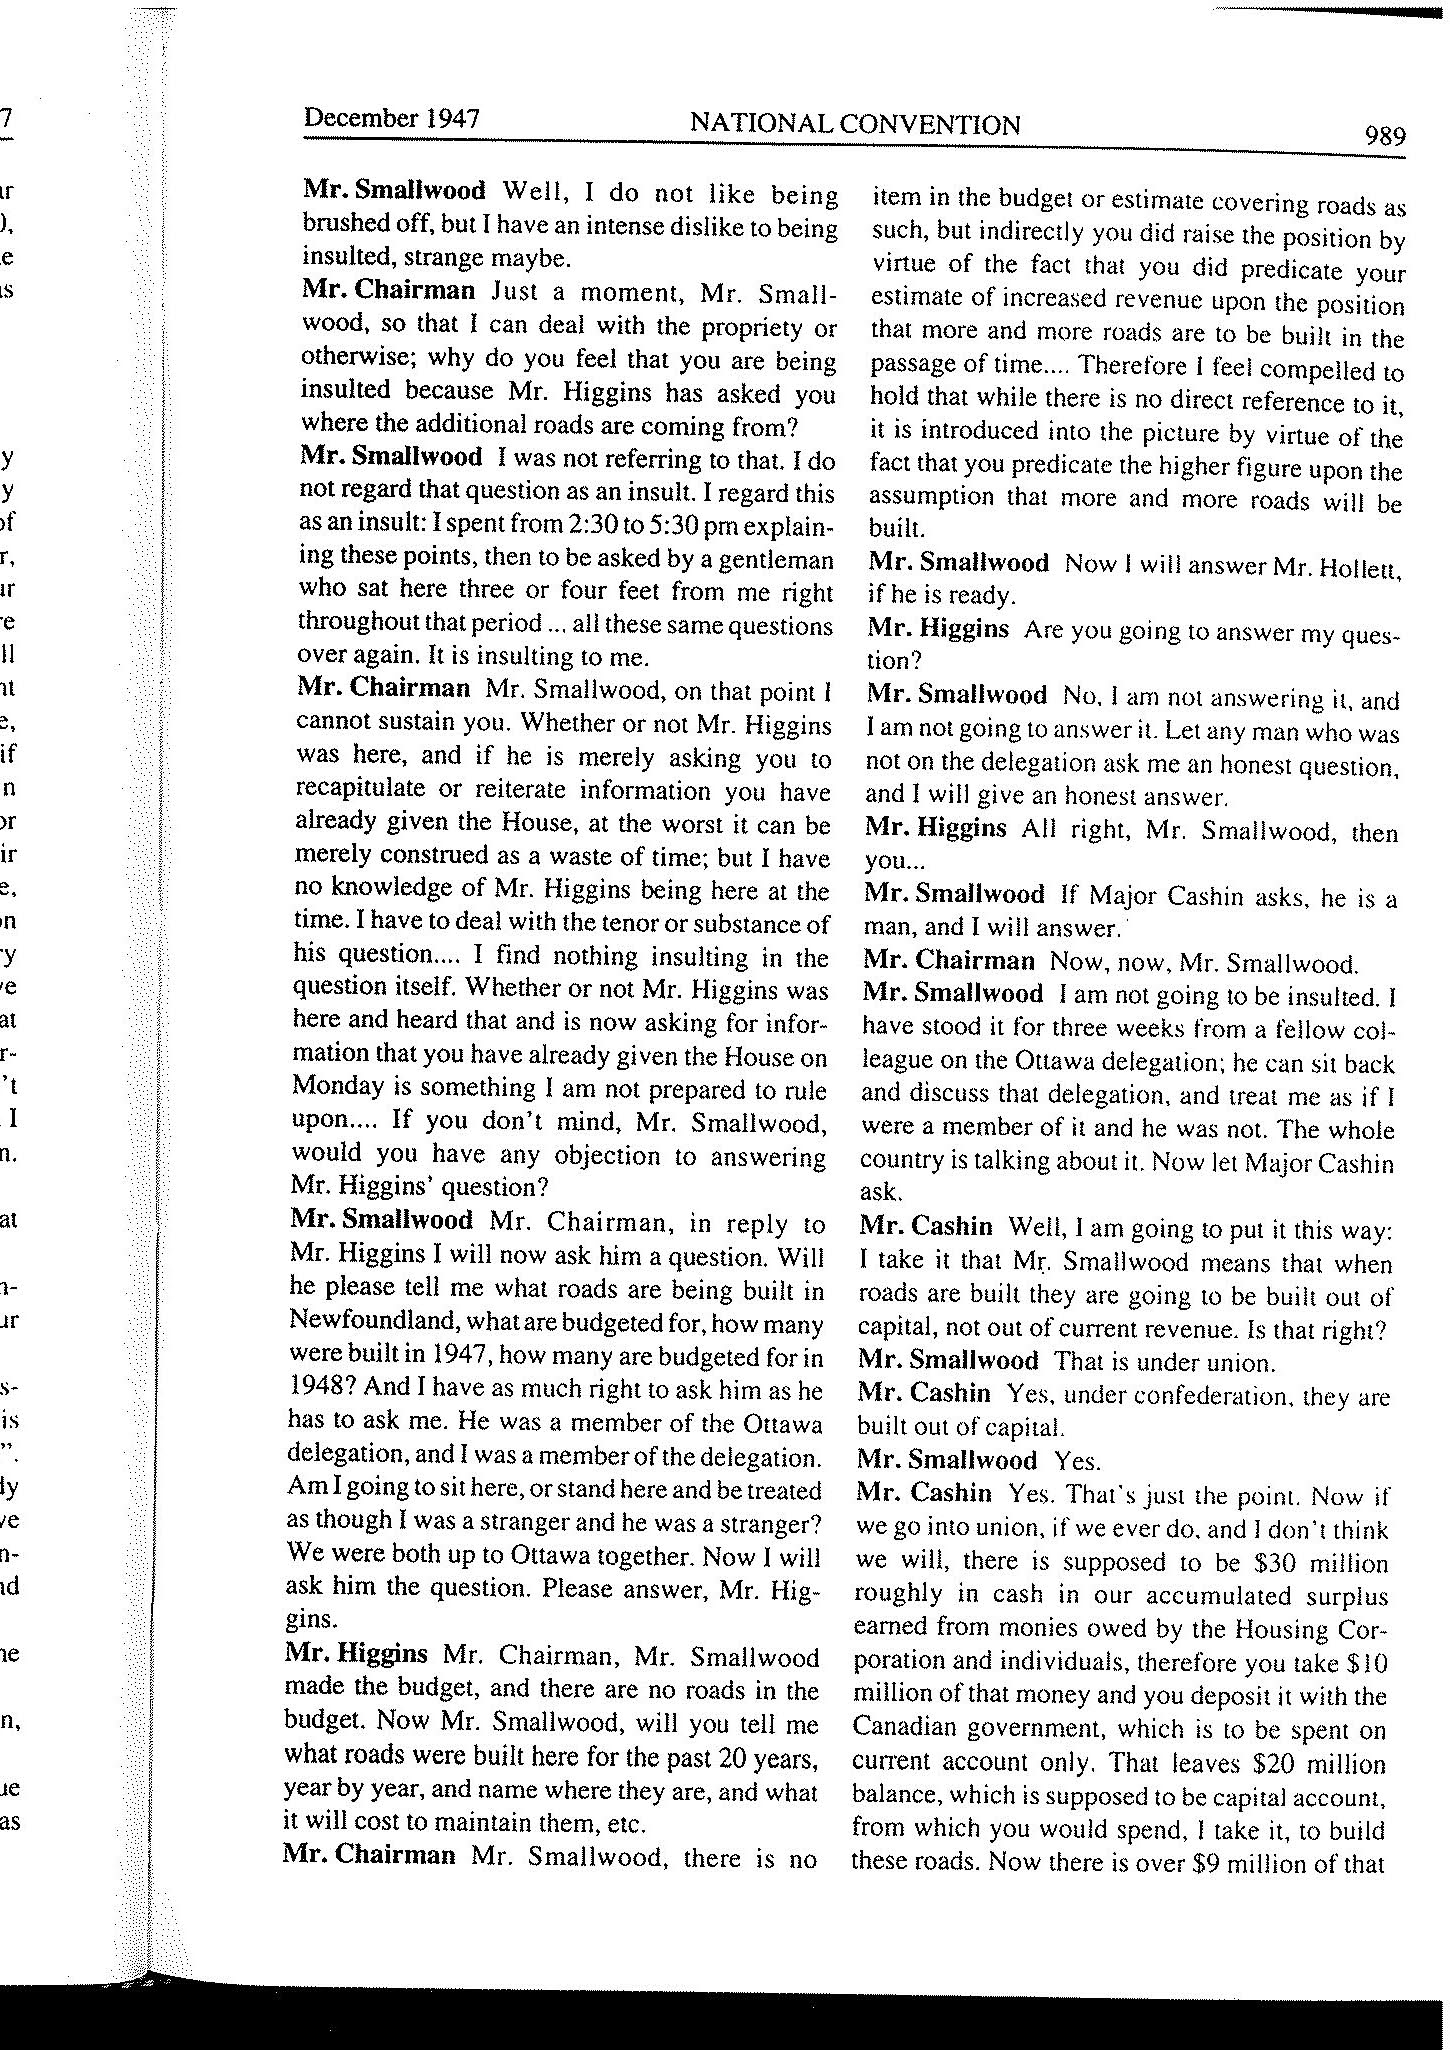 December 1947 NATIONAL CONVENTION 989
Mr. Smallwood Well, I do not like being
brushed off, but I have an intense dislike to being
insulted, strange maybe.
Mr. Chairman Just a moment, Mr. Small-
wood, so that I can deal with the propriety or
otherwise; why do you feel that you are being
insulted because Mr. Higgins has asked you
where the additional roads are coming from?
Mr. Smallwood I was not referring to that. I do
not regard that question as an insult. I regard this
as an insult: I spent from 2:30 to 5:30 pm explain-
ing these points, then to be asked by a gentleman
who sat here three or four feet from me right
throughout that period ... all these same questions
over again. It is insulting to me.
Mr. Chairman Mr. Smallwood, on that point I
cannot sustain you. Whether or not Mr. Higgins
was here, and if he is merely asking you to
recapitulate or reiterate information you have
already given the House, at the worst it can be
merely construed as a waste of time; but I have
no knowledge of Mr. Higgins being here at the
time. I have to deal with the tenor or substance of
his question.... I find nothing insulting in the
question itself. Whether or not Mr. Higgins was
here and heard that and is now asking for infor-
mation that you have already given the House on
Monday is something I am not prepared to rule
upon.... If you don't mind, Mr. Smallwood,
would you have any objection to answering
Mr. Higgins' question?
Mr. Smallwood Mr. Chairman, in reply to
Mr. Higgins I will now ask him a question. Will
he please tell me what roads are being built in
Newfoundland, what are budgeted for, how many
were built in 1947, how many are budgeted for in
1948? And I have as much right to ask him as he
has to ask me. He was a member of the Ottawa
delegation, and I was a member of the delegation.
Am I going to sit here, or stand here and be treated
as though I was a stranger and he was a stranger?
We were both up to Ottawa together. Now I will
ask him the question. Please answer, Mr. Hig-
gins.
Mr. Higgins Mr. Chairman, Mr. Smallwood
made the budget, and there are no roads in the
budget. Now Mr. Smallwood, will you tell me
what roads were built here for the past 20 years,
year by year, and name where they are, and what
it will cost to maintain them, etc.
Mr. Chairman Mr. Smallwood, there is no
item in the budget or estimate covering roads as
such, but indirectly you did raise the position by
virtue of the fact that you did predicate your
estimate of increased revenue upon the position
that more and more roads are to be built in the
passage of time.... Therefore I feel compelled to
hold that while there is no direct reference to it,
it is introduced into the picture by virtue of the
fact that you predicate the higher figure upon the
assumption that more and more roads will be
built.
Mr. Smallwood Now I will answer Mr. Hollett,
if he is ready.
Mr. Higgins Are you going to answer my ques-
tion?
Mr. Smallwood No, I am not answering it, and
I am not going to answer it. Let any man who was
not on the delegation ask me an honest question,
and I will give an honest answer.
Mr. Higgins All right, Mr. Smallwood, then
you...
Mr. Smallwood If Major Cashin asks, he is a
man, and I will answer.
Mr. Chairman Now, now, Mr. Smallwood.
Mr. Smallwood I am not going to be insulted. I
have stood it for three weeks from a fellow col-
league on the Ottawa delegation; he can sit back
and discuss that delegation, and treat me as if I
were a member of it and he was not. The whole
country is talking about it. Now let Major Cashin
ask.
Mr. Cashin Well, I am going to put it this way:
I take it that Mr. Smallwood means that when
roads are built they are going to be built out of
capital, not out of current revenue. Is that right?
Mr. Smallwood That is under union.
Mr. Cashin Yes, under confederation, they are
built out of capital.
Mr. Smallwood Yes.
Mr. Cashin Yes. That's just the point. Now if
we go into union, if we ever do, and I don't think
we will, there is supposed to be $30 million
roughly in cash in our accumulated surplus
earned from monies owed by the Housing Cor-
poration and individuals, therefore you take $10
million of that money and you deposit it with the
Canadian government, which is to be spent on
current account only. That leaves $20 million
balance, which is supposed to be capital account,
from which you would spend, I take it, to build
these roads. Now there is over $9 million of that